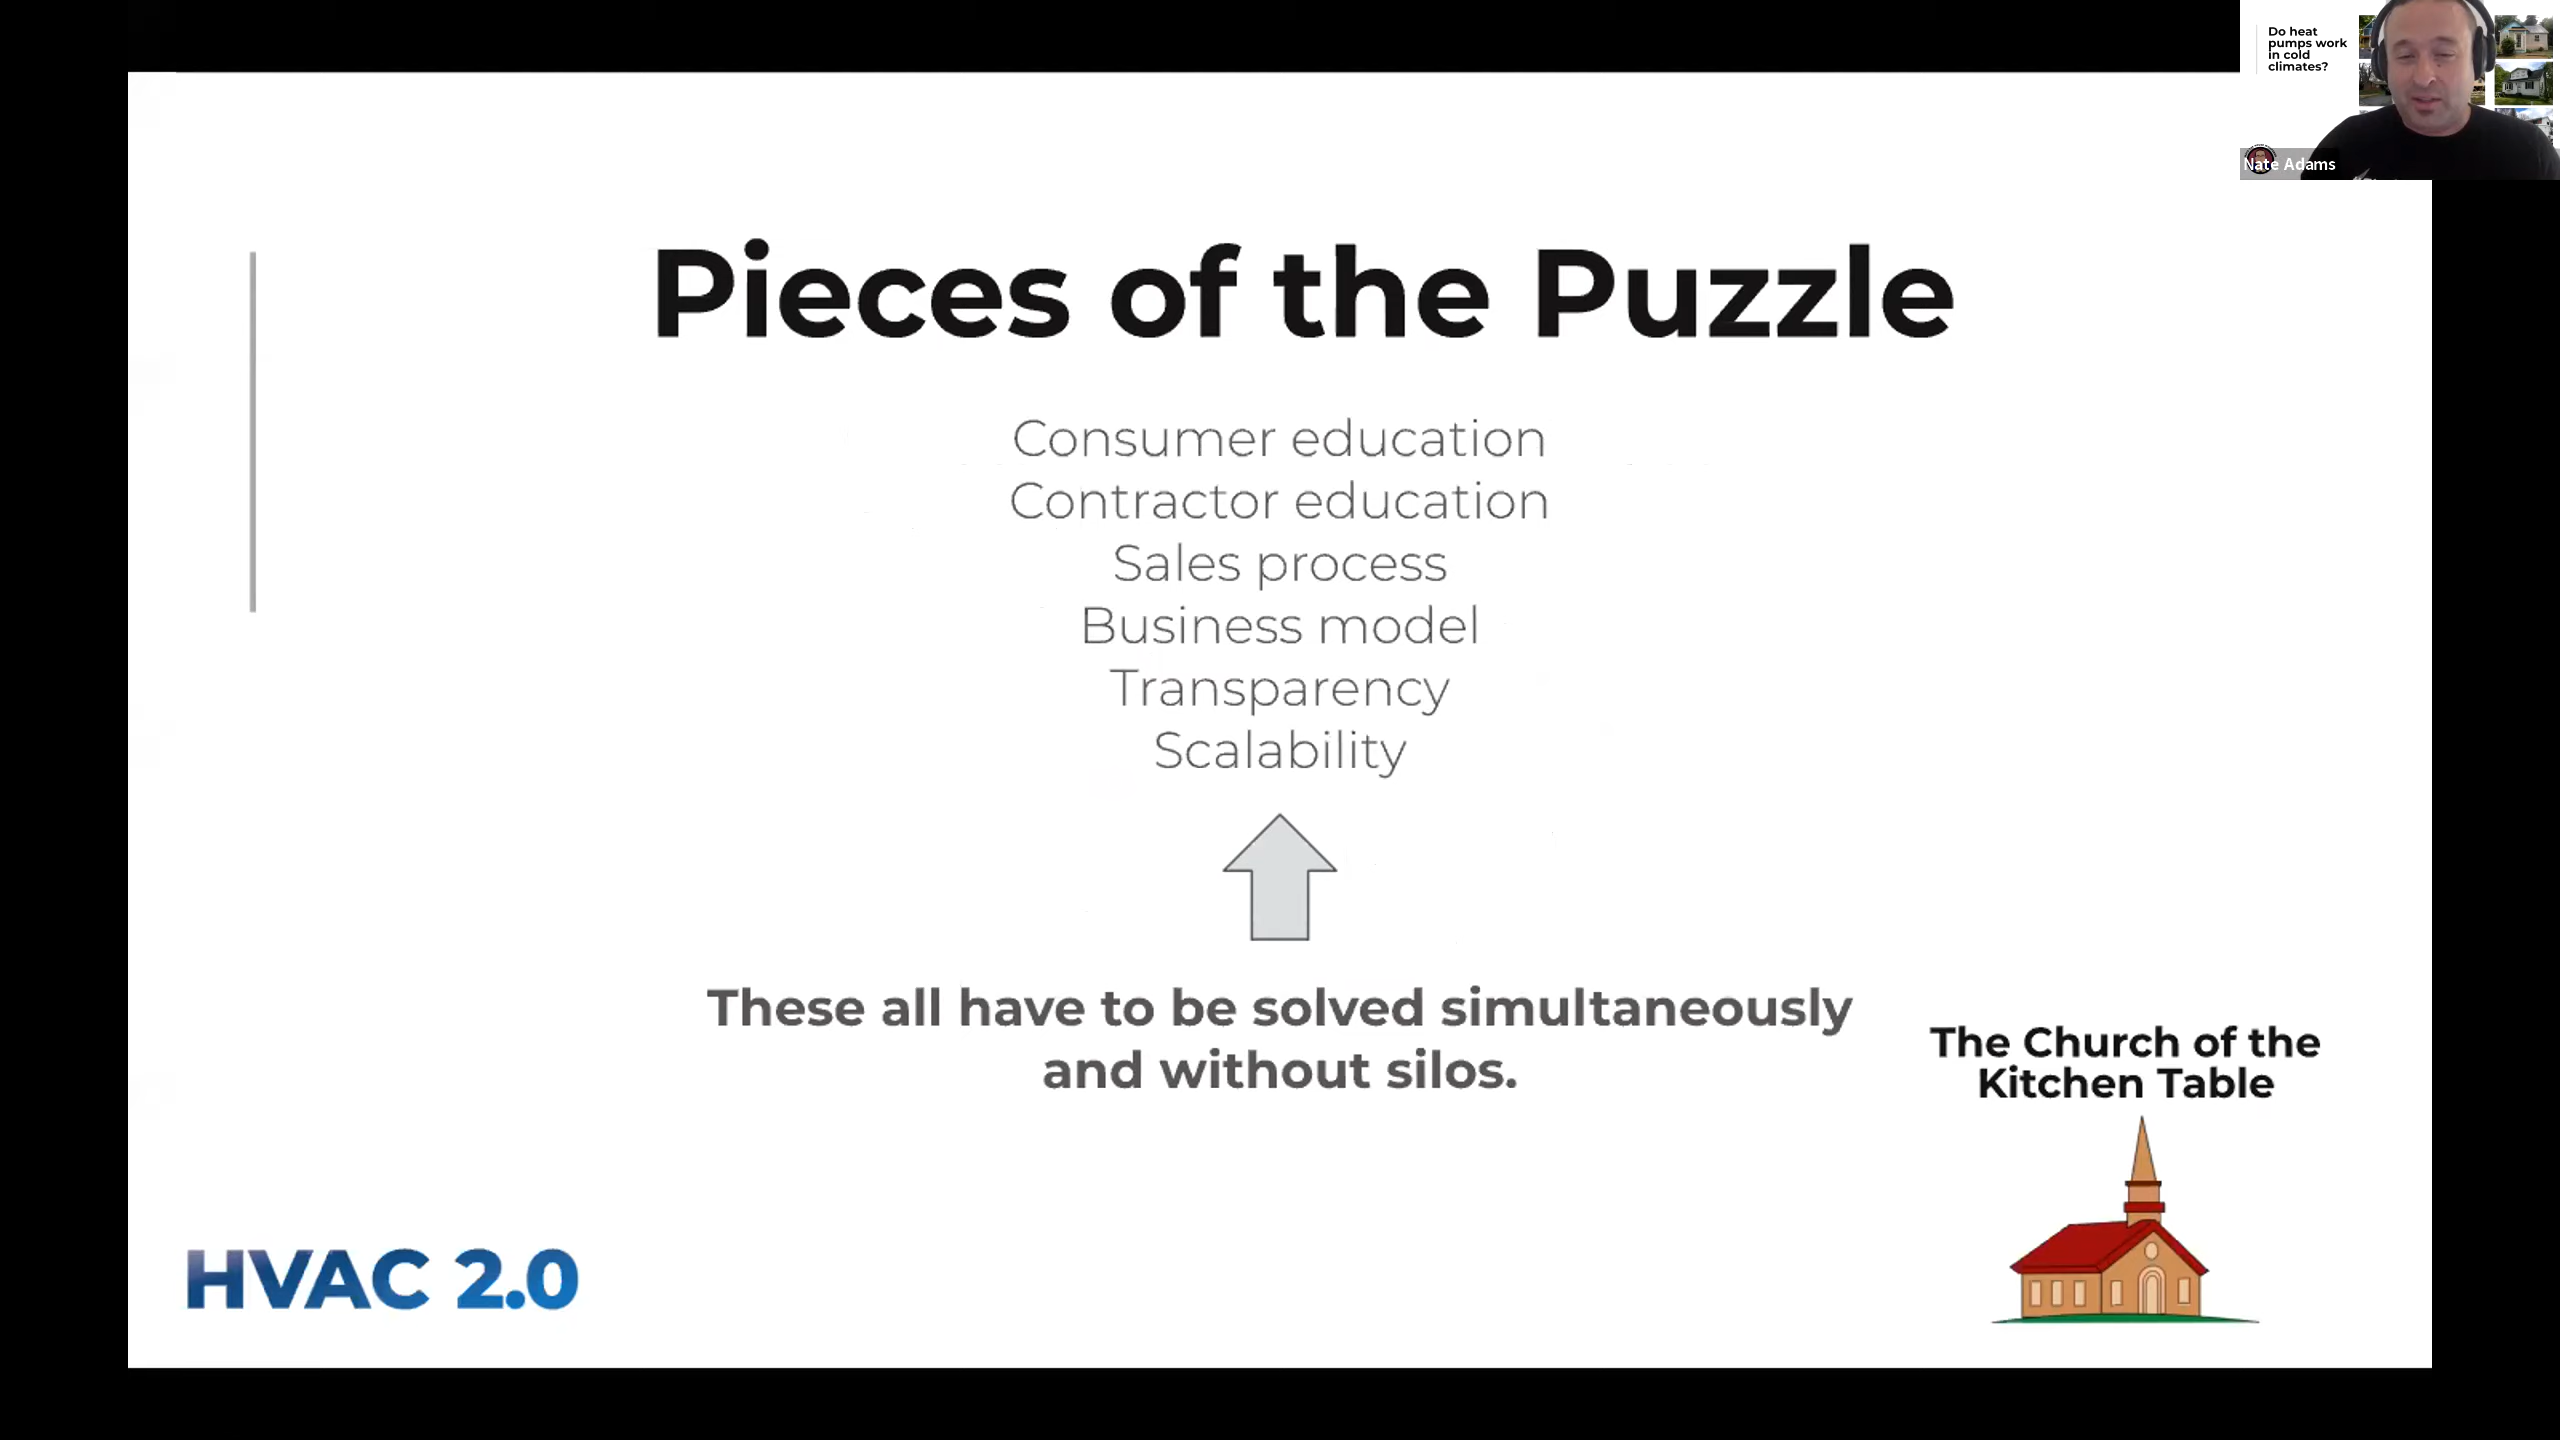 Do heat
pumps work
in cold
climates?
Nate Adams
Pieces of the Puzzle
Consumer education
Contractor education
Sales process
Business model
Transparency
Scalability
These all have to be solved simultaneously
and without silos.
The Church of the
Kitchen Table
HVAC 2.0